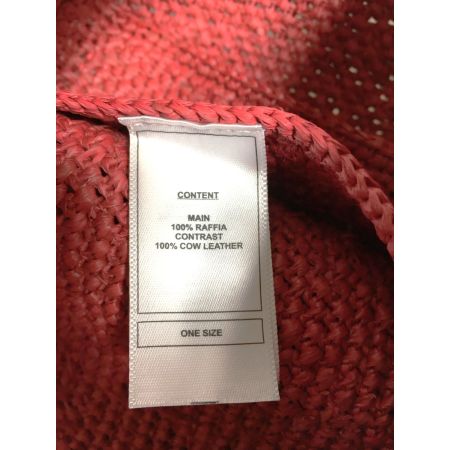 CONTENT
MAIN
100% RAFFIA
CONTRAST
100% COW LEATHER
ONE SIZE